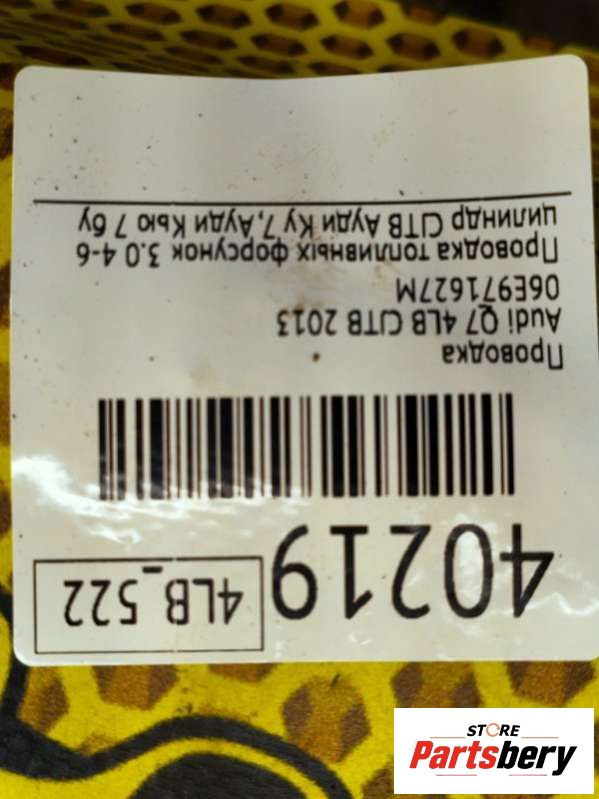 40219
4LB_522
Проводка
Audi Q7 4LB CJTB 2013
06E971627M
Проводка топливных форсунок 3.0 4-6
цилиндр CJTB Ауди Ку 7,Ауди Кью 7 бу
STORE
Partsbery